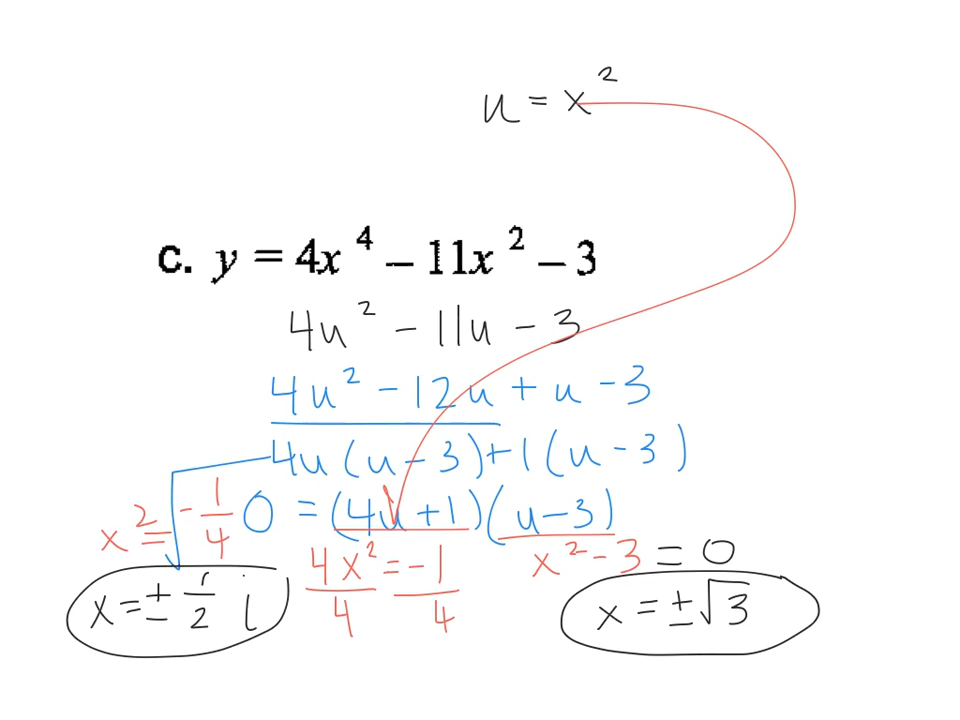 u = x²
c. y = 4x⁴ – 11x² – 3
4u² - 11u - 3
4u² - 12u + u - 3
4u(u-3)+1(u-3)
0 = (4u+1)(u-3)
x² = -1/4
4x²/4 = -1/4
x²-3 = 0
x = ± 1/2 i
x = ±√3